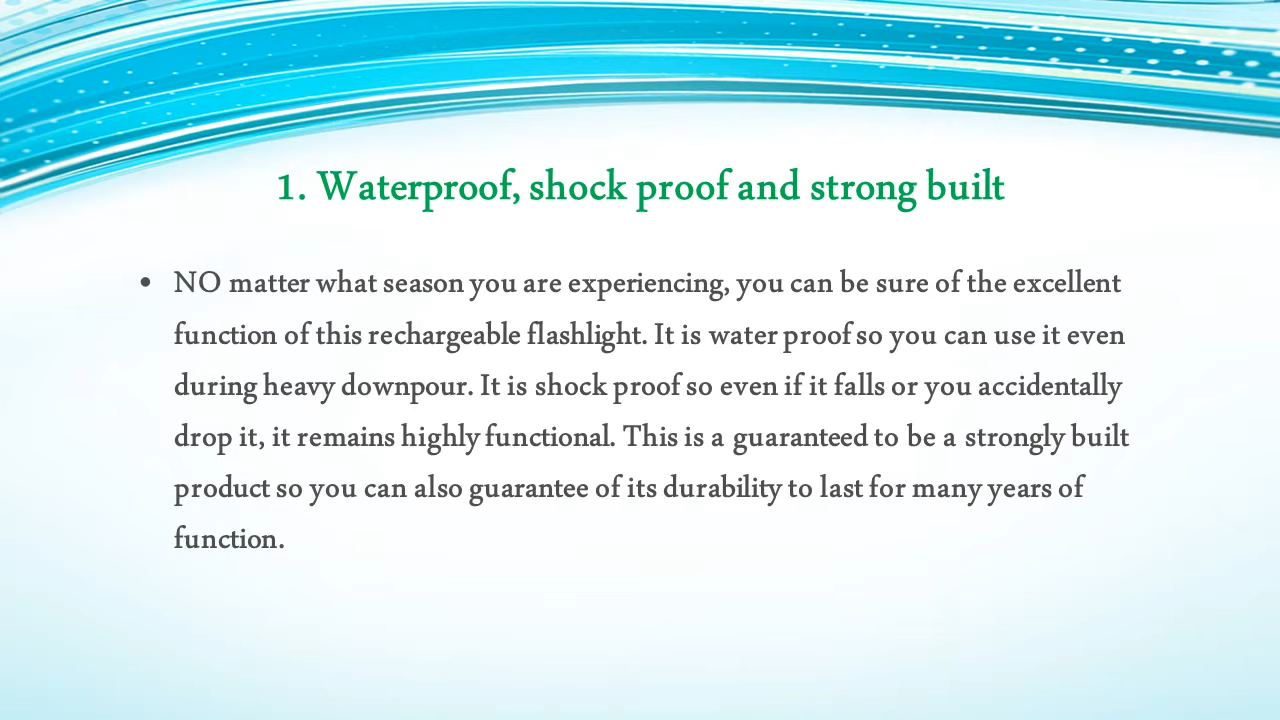 1. Waterproof, shock proof and strong built
• NO matter what season you are experiencing, you can be sure of the excellent
function of this rechargeable flashlight. It is water proof so you can use it even
during heavy downpour. It is shock proof so even if it falls or you accidentally
drop it, it remains highly functional. This is a guaranteed to be a strongly built
product so you can also guarantee of its durability to last for many years of
function.